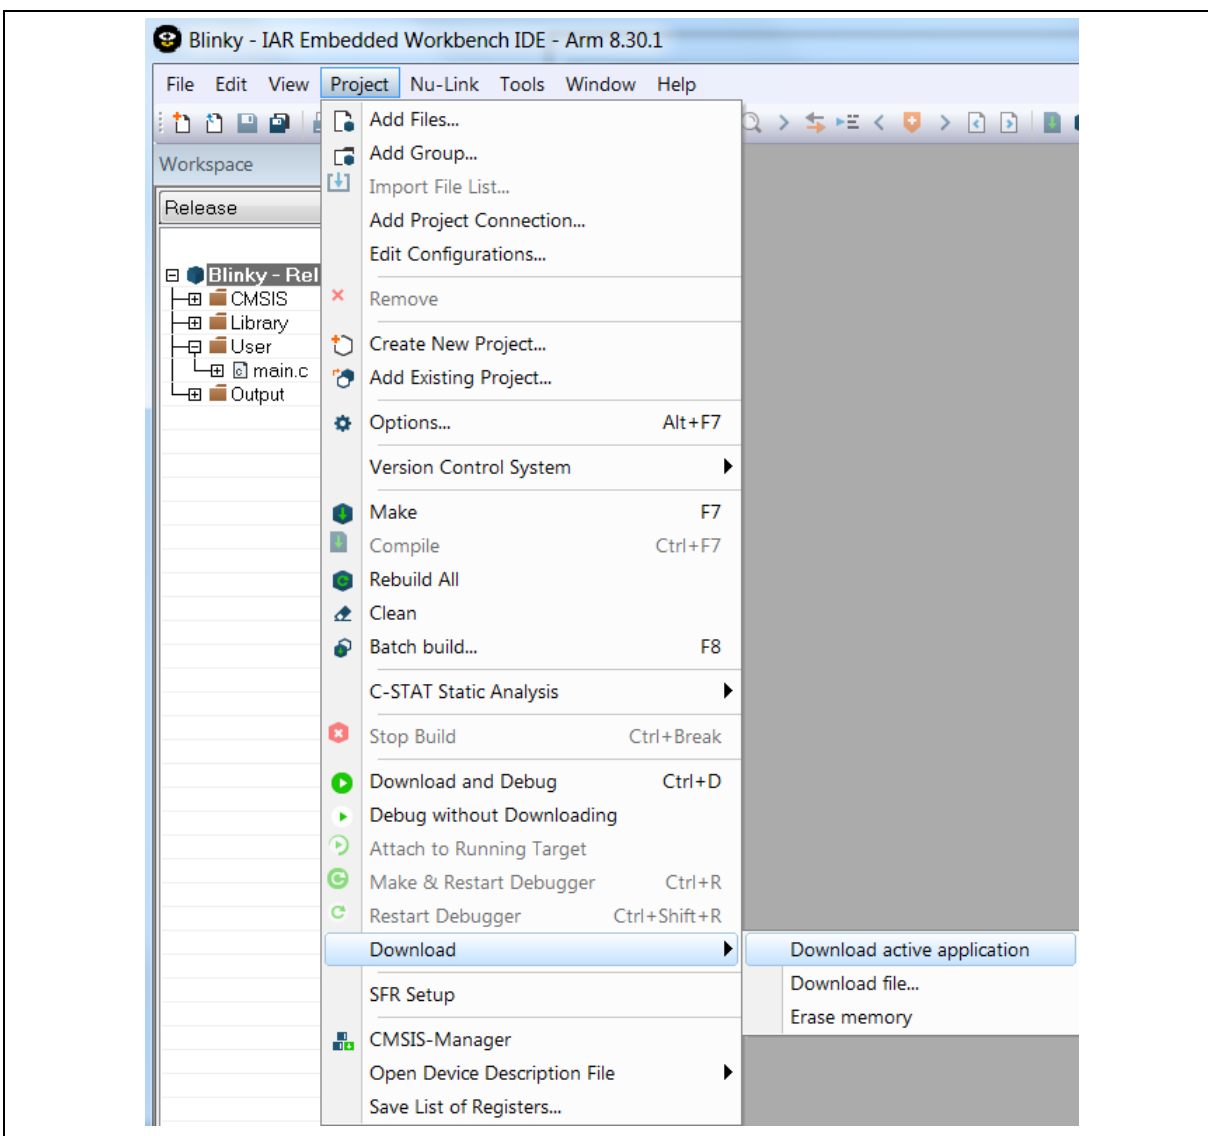 Blinky - IAR Embedded Workbench IDE - Arm 8.30.1
File Edit View Project Nu-Link Tools Window Help
Workspace
Release
Blinky - Rel
CMSIS
Library
User
main.c
Output
Add Files...
Add Group...
Import File List...
Add Project Connection...
Edit Configurations...
Remove
Create New Project...
Add Existing Project...
Options... Alt+F7
Version Control System
Make F7
Compile Ctrl+F7
Rebuild All
Clean
Batch build... F8
C-STAT Static Analysis
Stop Build Ctrl+Break
Download and Debug Ctrl+D
Debug without Downloading
Attach to Running Target
Make & Restart Debugger Ctrl+R
Restart Debugger Ctrl+Shift+R
Download
SFR Setup
CMSIS-Manager
Open Device Description File
Save List of Registers...
Download active application
Download file...
Erase memory